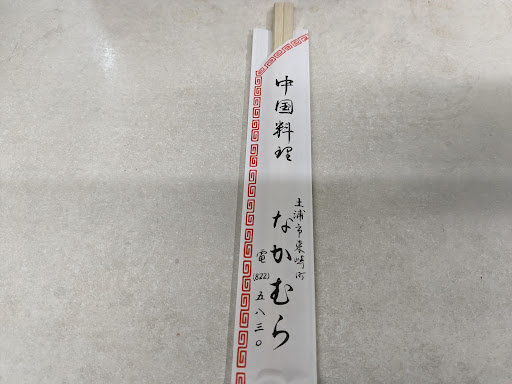 中国料理
土浦市東崎町
なかむら
電(822)五八三〇